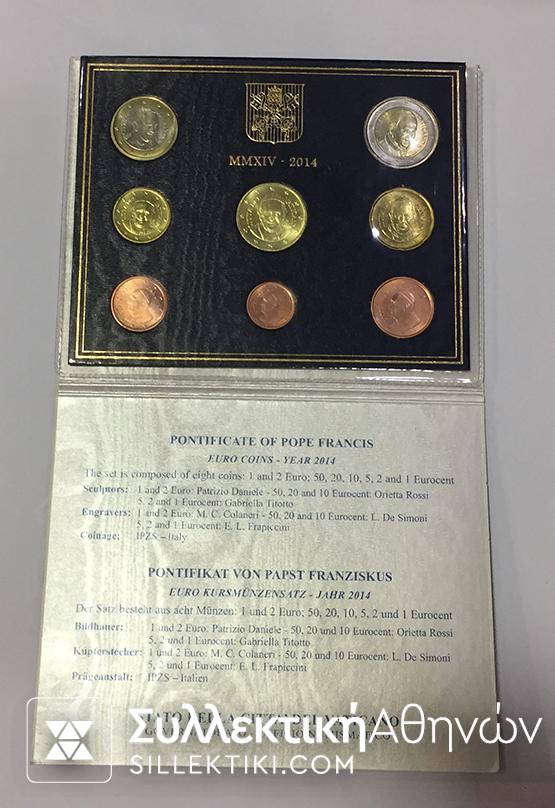 MMXIV - 2014
PONTIFICATE OF POPE FRANCIS
EURO COINS - YEAR 2014
The set is composed of eight coins: 1 and 2 Euro; 50, 20, 10, 5, 2 and 1 Eurocent
Sculptors: 1 and 2 Euro: Patrizio Daniele - 50, 20 and 10 Eurocent: Orietta Rossi
5, 2 and 1 Eurocent: Gabriella Titotto
Engravers: 1 and 2 Euro: M. C. Colaneri - 50, 20 and 10 Eurocent: L. De Simoni
5, 2 and 1 Eurocent: E. L. Frapiccini
Coinage: IPZS – Italy
PONTIFIKAT VON PAPST FRANZISKUS
EURO KURSMÜNZENSATZ - JAHR 2014
Der Satz besteht aus acht Münzen: 1 und 2 Euro; 50, 20, 10, 5, 2 und 1 Eurocent
Bildhauer: 1 und 2 Euro: Patrizio Daniele - 50, 20 und 10 Eurocent: Orietta Rossi
5, 2 und 1 Eurocent: Gabriella Titotto
Kupferstecher: 1 und 2 Euro: M. C. Colaneri - 50, 20 und 10 Eurocent: L. De Simoni
5, 2 und 1 Eurocent: E. L. Frapiccini
Prägeanstalt: IPZS – Italien
ΣυλλεκτικήΑθηνών
SILLEKTIKI.COM